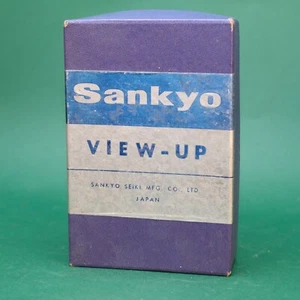 Sankyo
VIEW-UP
SANKYO SEIKI MFG. CO., LTD.
JAPAN